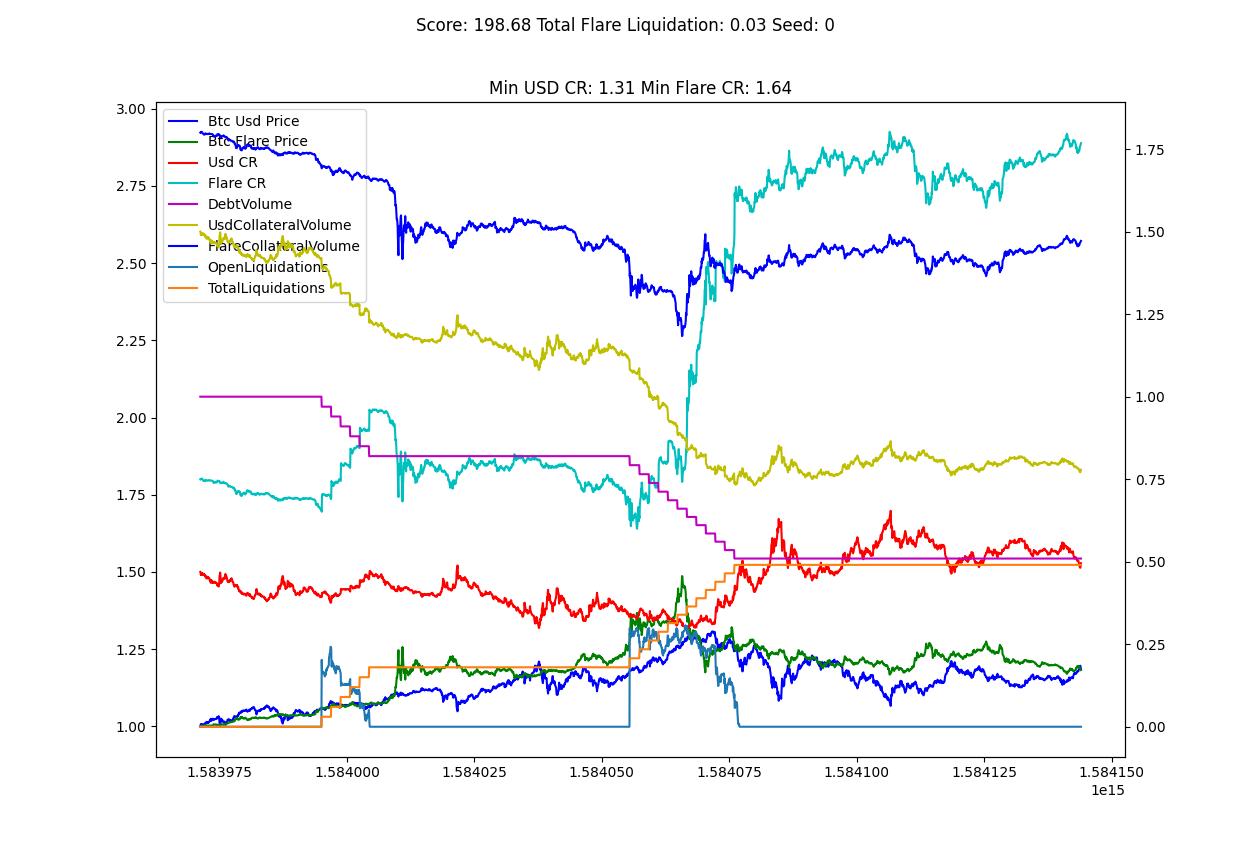 Score: 198.68 Total Flare Liquidation: 0.03 Seed: 0
Min USD CR: 1.31 Min Flare CR: 1.64
Btc Usd Price
Btc Flare Price
Usd CR
Flare CR
DebtVolume
UsdCollateralVolume
FlareCollateralVolume
OpenLiquidations
TotalLiquidations
3.00
2.75
2.50
2.25
2.00
1.75
1.50
1.25
1.00
1.75
1.50
1.25
1.00
0.75
0.50
0.25
0.00
1.583975 1.584000 1.584025 1.584050 1.584075 1.584100 1.584125 1.584150
1e15